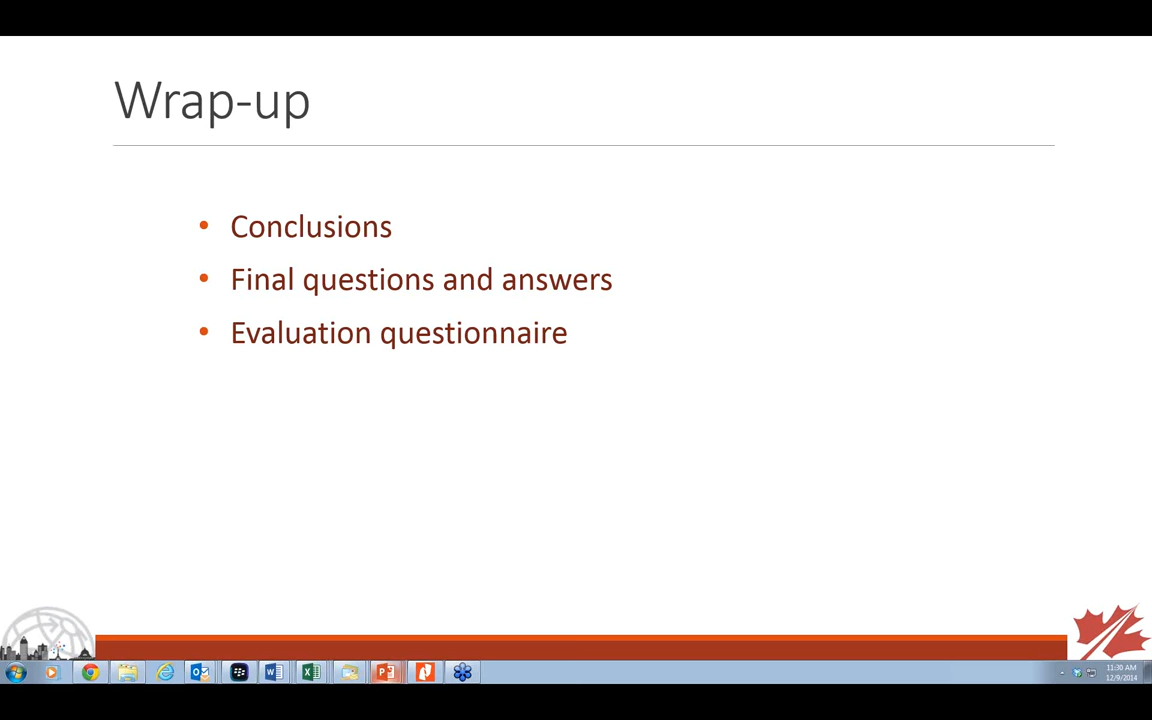 Wrap-up
• Conclusions
• Final questions and answers
• Evaluation questionnaire
11:30 AM
12/9/2014